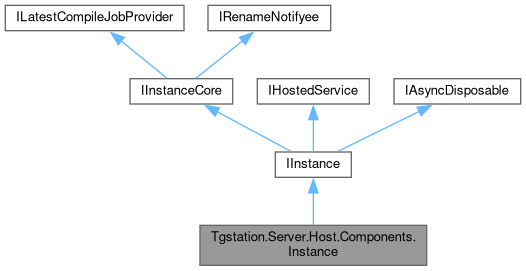 ILatestCompileJobProvider
IRenameNotifyee
IInstanceCore
IHostedService
IAsyncDisposable
IInstance
Tgstation.Server.Host.Components.
Instance